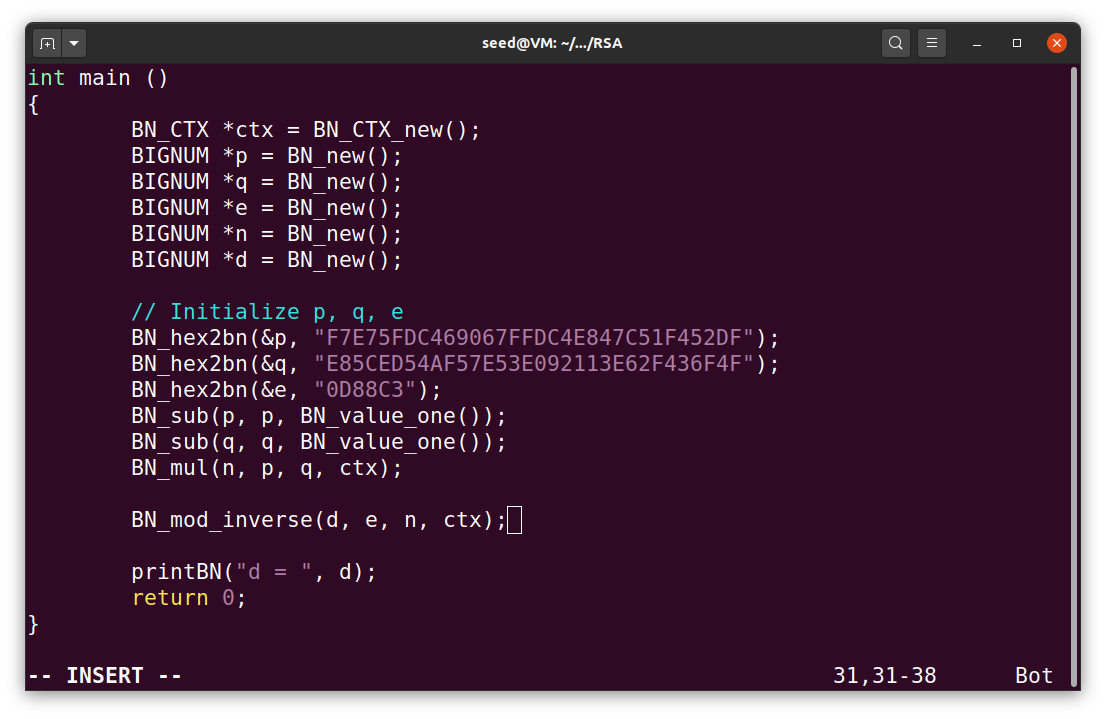 seed@VM: ~/.../RSA
int main ()
{
        BN_CTX *ctx = BN_CTX_new();
        BIGNUM *p = BN_new();
        BIGNUM *q = BN_new();
        BIGNUM *e = BN_new();
        BIGNUM *n = BN_new();
        BIGNUM *d = BN_new();

        // Initialize p, q, e
        BN_hex2bn(&p, "F7E75FDC469067FFDC4E847C51F452DF");
        BN_hex2bn(&q, "E85CED54AF57E53E092113E62F436F4F");
        BN_hex2bn(&e, "0D88C3");
        BN_sub(p, p, BN_value_one());
        BN_sub(q, q, BN_value_one());
        BN_mul(n, p, q, ctx);

        BN_mod_inverse(d, e, n, ctx);

        printBN("d = ", d);
        return 0;
}
-- INSERT -- 31,31-38 Bot